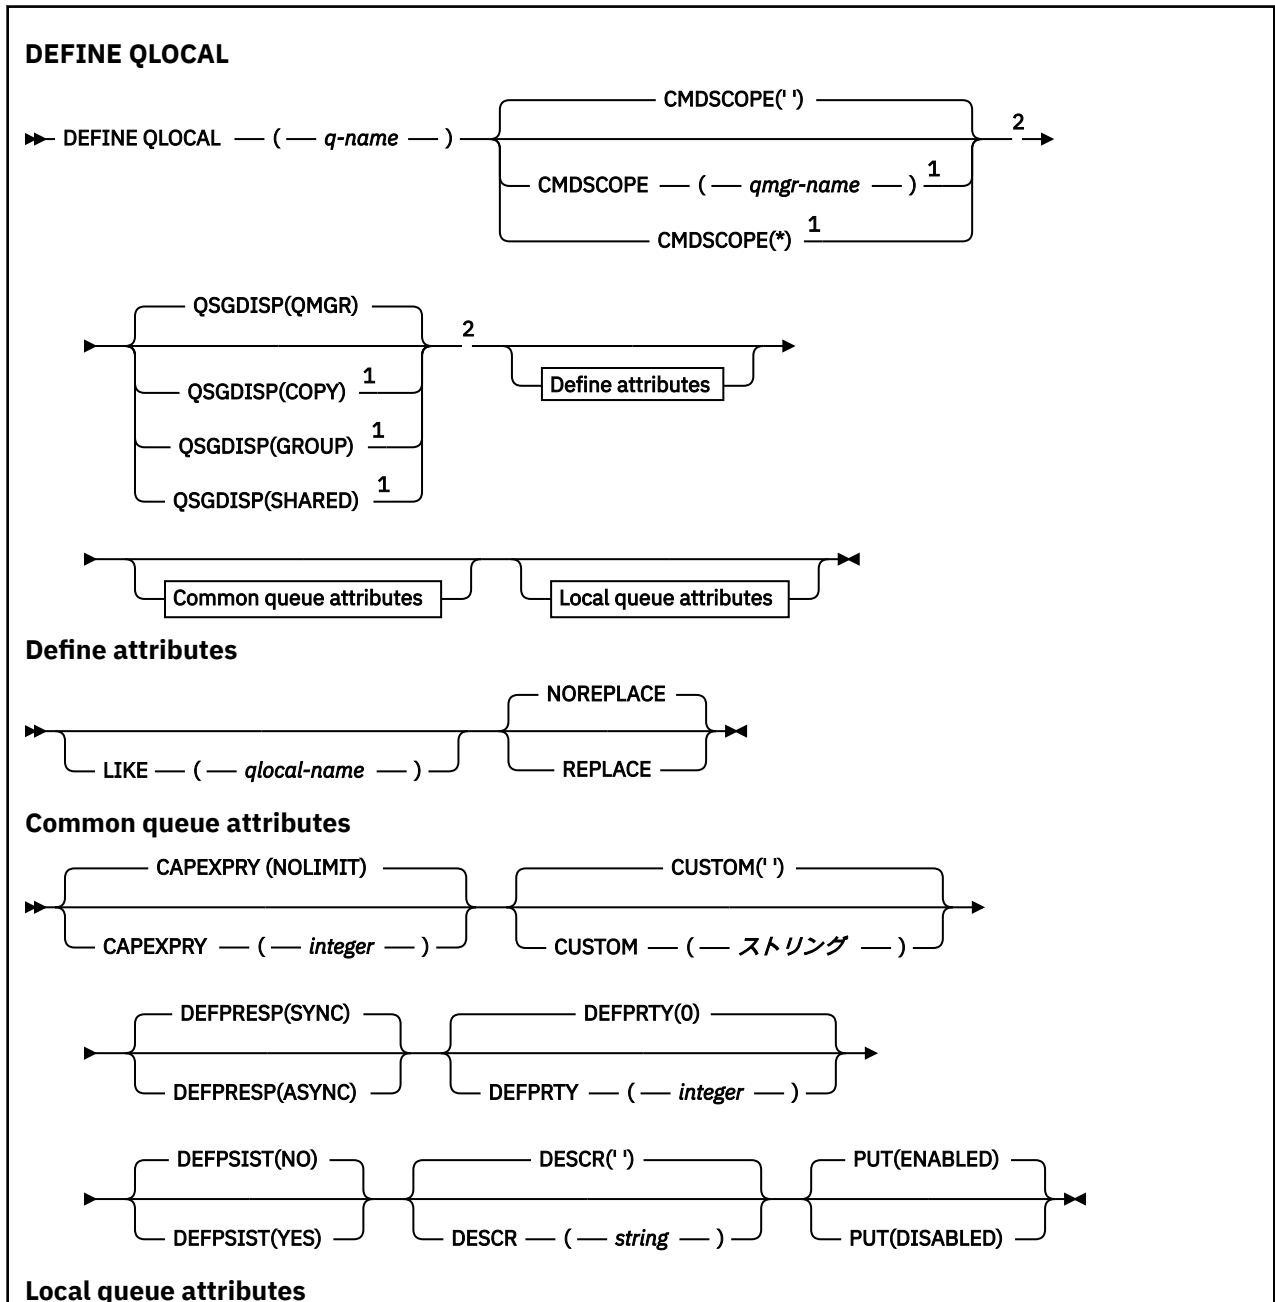 DEFINE QLOCAL
CMDSCOPE(' ')
DEFINE QLOCAL ( q-name ) 2
CMDSCOPE ( qmgr-name ) 1
CMDSCOPE(*) 1
QSGDISP(QMGR)
2
QSGDISP(COPY) 1 Define attributes
QSGDISP(GROUP) 1
QSGDISP(SHARED) 1
Common queue attributes Local queue attributes
Define attributes
NOREPLACE
LIKE ( qlocal-name ) REPLACE
Common queue attributes
CAPEXPRY (NOLIMIT) CUSTOM(' ')
CAPEXPRY ( integer ) CUSTOM ( ストリング )
DEFPRESP(SYNC) DEFPRTY(0)
DEFPRESP(ASYNC) DEFPRTY ( integer )
DEFPSIST(NO) DESCR(' ') PUT(ENABLED)
DEFPSIST(YES) DESCR ( string ) PUT(DISABLED)
Local queue attributes